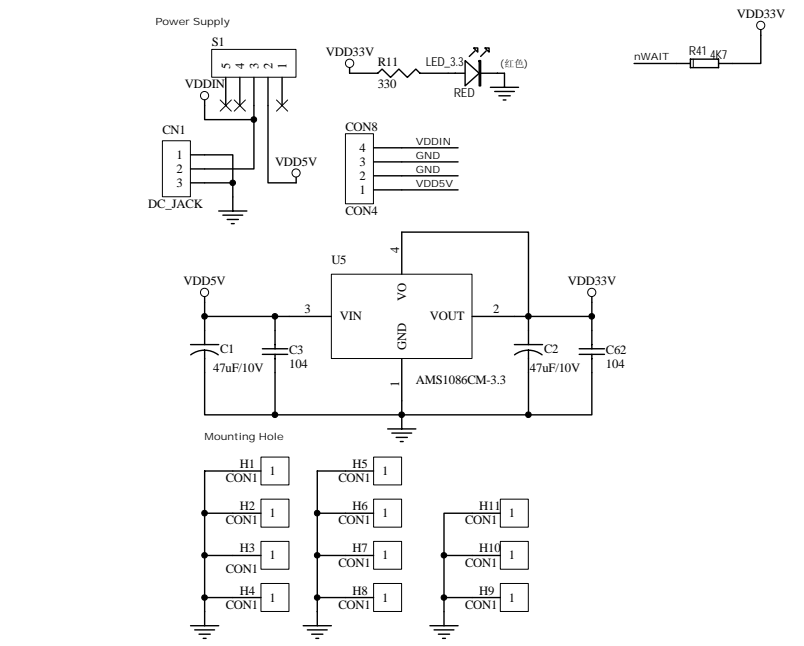 Power Supply
S1
5 4 3 2 1
VDDIN
CN1
1
2
3
DC_JACK
VDD5V
VDD33V
R11
330
LED_3.3
RED
(红色)
CON8
4 VDDIN
3 GND
2 GND
1 VDD5V
CON4
nWAIT
R41 4K7
VDD33V
U5
4
VO
VDD5V
3
VIN
GND
VOUT
2
VDD33V
1
AMS1086CM-3.3
C1
47uF/10V
C3
104
C2
47uF/10V
C62
104
Mounting Hole
H1
CON1
1
H2
CON1
1
H3
CON1
1
H4
CON1
1
H5
CON1
1
H6
CON1
1
H7
CON1
1
H8
CON1
1
H11
CON1
1
H10
CON1
1
H9
CON1
1